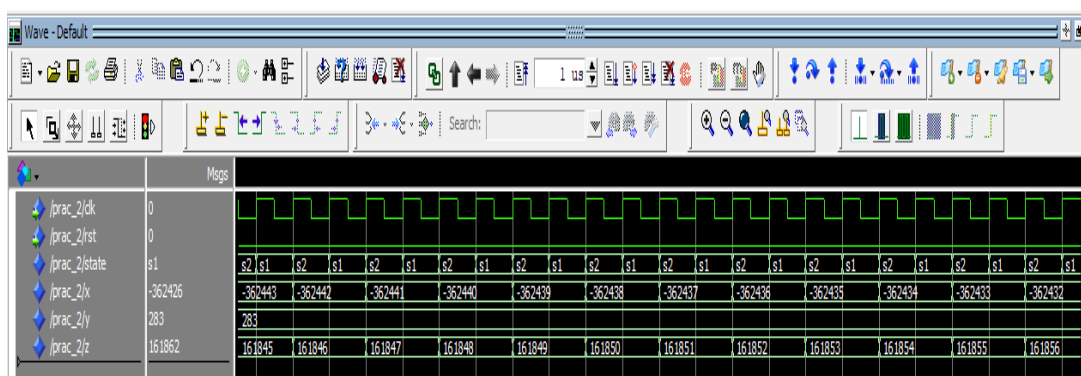 Wave - Default
1 us
Search:
Msgs
/prac_2/clk 0
/prac_2/rst 0
/prac_2/state s1 s2 s1 s2 s1 s2 s1 s2 s1 s2 s1 s2 s1 s2 s1 s2 s1 s2 s1 s2 s1 s2 s1 s2 s1
/prac_2/x -362426 -362443 -362442 -362441 -362440 -362439 -362438 -362437 -362436 -362435 -362434 -362433 -362432
/prac_2/y 283 283
/prac_2/z 161862 161845 161846 161847 161848 161849 161850 161851 161852 161853 161854 161855 161856